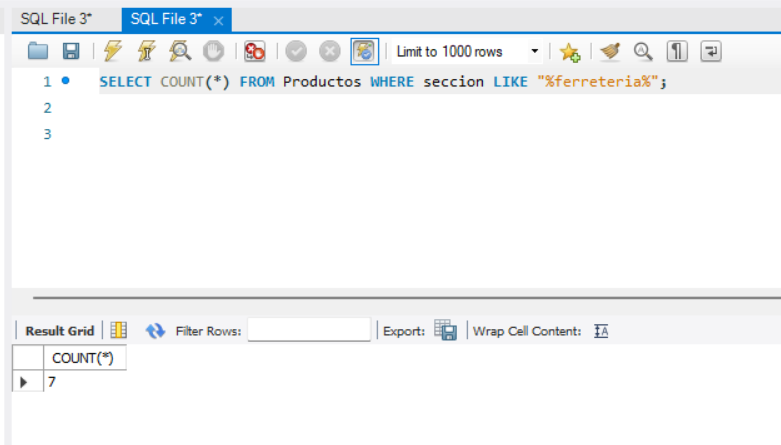 SQL File 3* SQL File 3* ×
Limit to 1000 rows
1 SELECT COUNT(*) FROM Productos WHERE seccion LIKE "%ferreteria%";
2
3
Result Grid Filter Rows: Export: Wrap Cell Content: IA
COUNT(*)
7